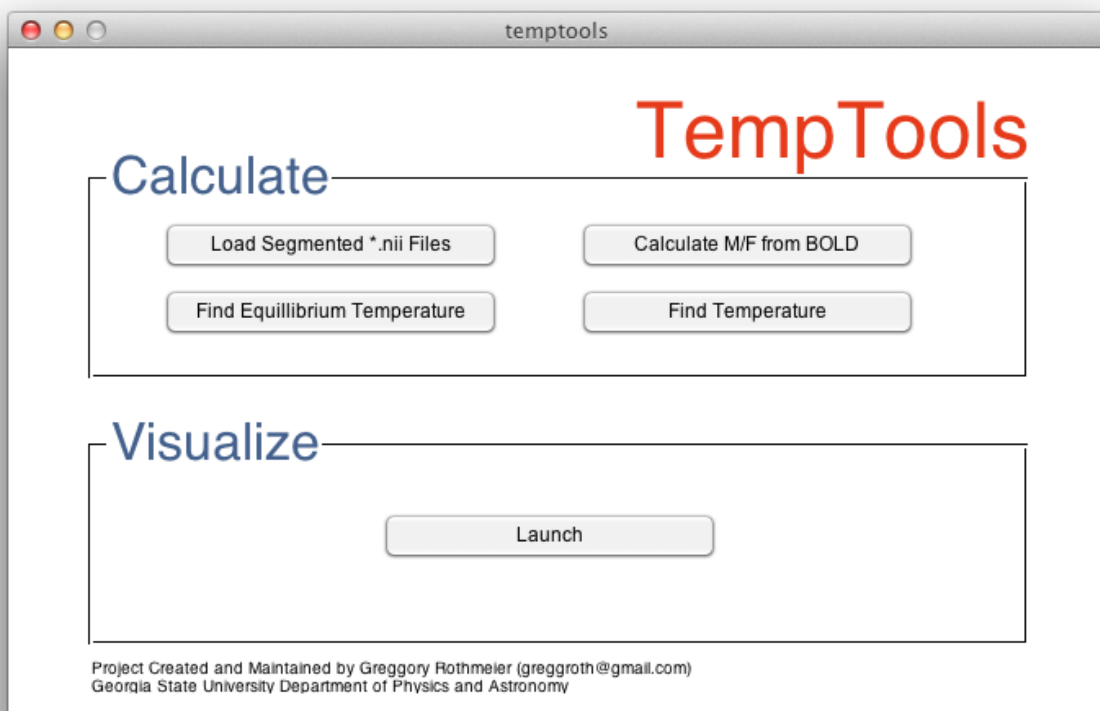 temptools
TempTools
Calculate
Load Segmented *.nii Files
Calculate M/F from BOLD
Find Equillibrium Temperature
Find Temperature
Visualize
Launch
Project Created and Maintained by Greggory Rothmeier (greggroth@gmail.com)
Georgia State University Department of Physics and Astronomy